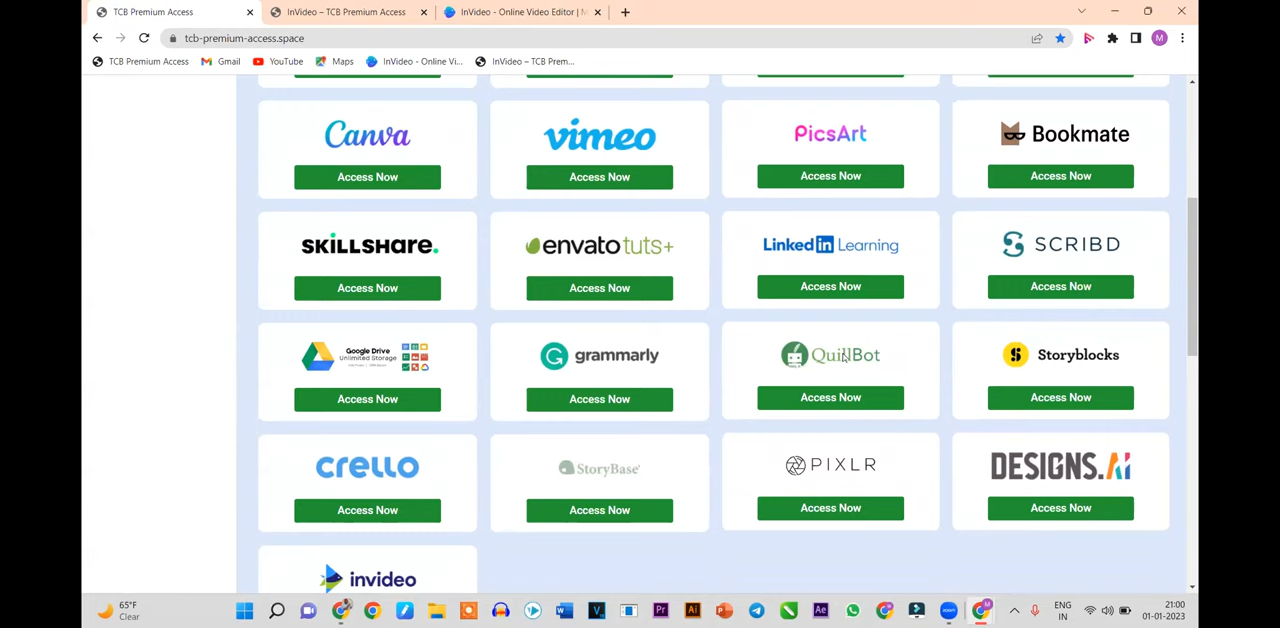 TCB Premium Access
InVideo – TCB Premium Access
InVideo - Online Video Editor | M
tcb-premium-access.space
M
TCB Premium Access
Gmail
YouTube
Maps
InVideo - Online Vi...
InVideo – TCB Prem...
Canva
vimeo
PicsArt
Bookmate
Access Now
Access Now
Access Now
Access Now
SKILLSHARE.
envato tuts+
Linked in Learning
SCRIBD
Access Now
Access Now
Access Now
Access Now
Google Drive
Unlimited Storage
grammarly
QuillBot
Storyblocks
Access Now
Access Now
Access Now
Access Now
crello
StoryBase
PIXLR
DESIGNS.AI
Access Now
Access Now
Access Now
Access Now
invideo
65°F
Clear
ENG
IN
21:00
01-01-2023